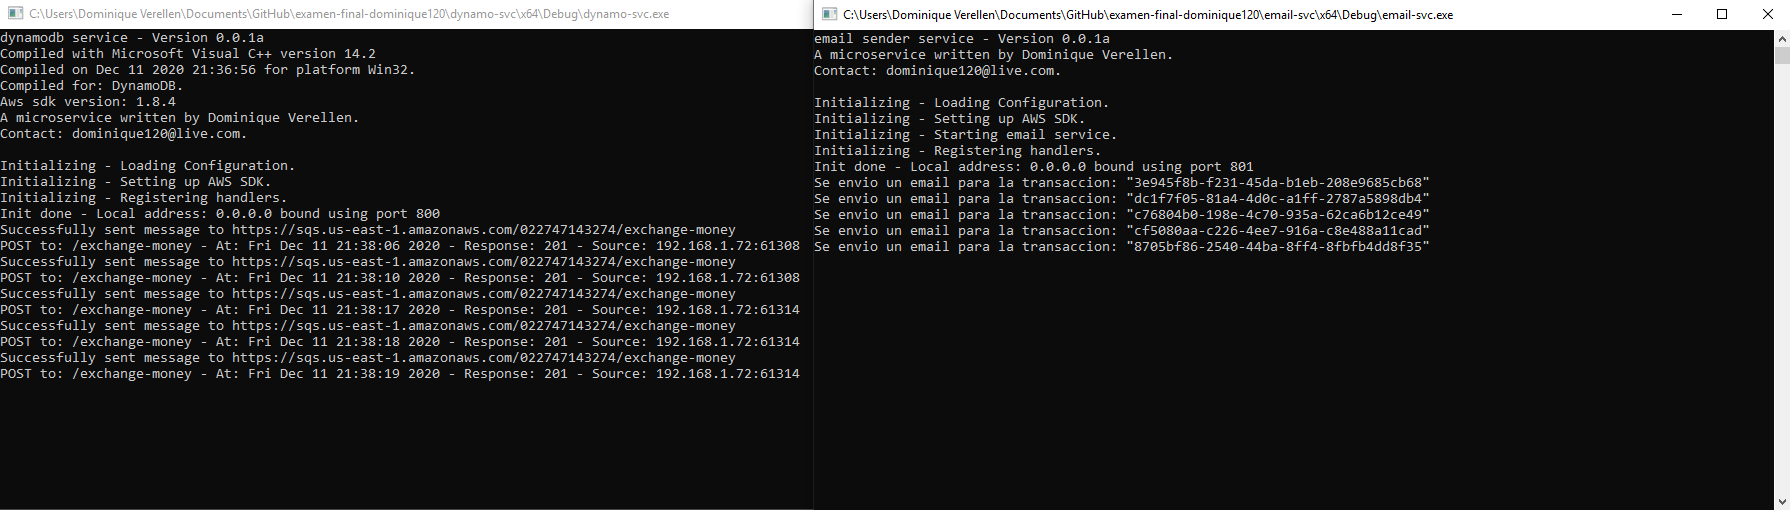 C:\Users\Dominique Verellen\Documents\GitHub\examen-final-dominique120\dynamo-svc\x64\Debug\dynamo-svc.exe
dynamodb service - Version 0.0.1a
Compiled with Microsoft Visual C++ version 14.2
Compiled on Dec 11 2020 21:36:56 for platform Win32.
Compiled for: DynamoDB.
Aws sdk version: 1.8.4
A microservice written by Dominique Verellen.
Contact: dominique120@live.com.
Initializing - Loading Configuration.
Initializing - Setting up AWS SDK.
Initializing - Registering handlers.
Init done - Local address: 0.0.0.0 bound using port 800
Successfully sent message to https://sqs.us-east-1.amazonaws.com/022747143274/exchange-money
POST to: /exchange-money - At: Fri Dec 11 21:38:06 2020 - Response: 201 - Source: 192.168.1.72:61308
Successfully sent message to https://sqs.us-east-1.amazonaws.com/022747143274/exchange-money
POST to: /exchange-money - At: Fri Dec 11 21:38:10 2020 - Response: 201 - Source: 192.168.1.72:61308
Successfully sent message to https://sqs.us-east-1.amazonaws.com/022747143274/exchange-money
POST to: /exchange-money - At: Fri Dec 11 21:38:17 2020 - Response: 201 - Source: 192.168.1.72:61314
Successfully sent message to https://sqs.us-east-1.amazonaws.com/022747143274/exchange-money
POST to: /exchange-money - At: Fri Dec 11 21:38:18 2020 - Response: 201 - Source: 192.168.1.72:61314
Successfully sent message to https://sqs.us-east-1.amazonaws.com/022747143274/exchange-money
POST to: /exchange-money - At: Fri Dec 11 21:38:19 2020 - Response: 201 - Source: 192.168.1.72:61314
C:\Users\Dominique Verellen\Documents\GitHub\examen-final-dominique120\email-svc\x64\Debug\email-svc.exe
email sender service - Version 0.0.1a
A microservice written by Dominique Verellen.
Contact: dominique120@live.com.
Initializing - Loading Configuration.
Initializing - Setting up AWS SDK.
Initializing - Starting email service.
Initializing - Registering handlers.
Init done - Local address: 0.0.0.0 bound using port 801
Se envio un email para la transaccion: "3e945f8b-f231-45da-b1eb-208e9685cb68"
Se envio un email para la transaccion: "dc1f7f05-81a4-4d0c-a1ff-2787a5898db4"
Se envio un email para la transaccion: "c76804b0-198e-4c70-935a-62ca6b12ce49"
Se envio un email para la transaccion: "cf5080aa-c226-4ee7-916a-c8e488a11cad"
Se envio un email para la transaccion: "8705bf86-2540-44ba-8ff4-8fbfb4dd8f35"